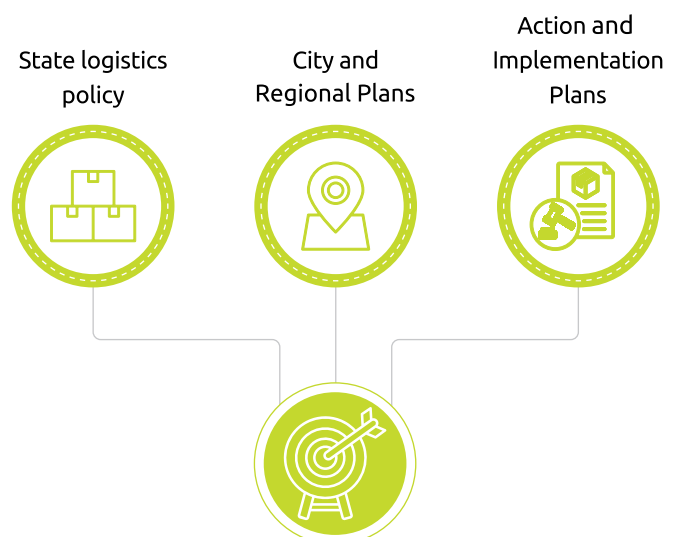 State logistics
policy
City and
Regional Plans
Action and
Implementation
Plans